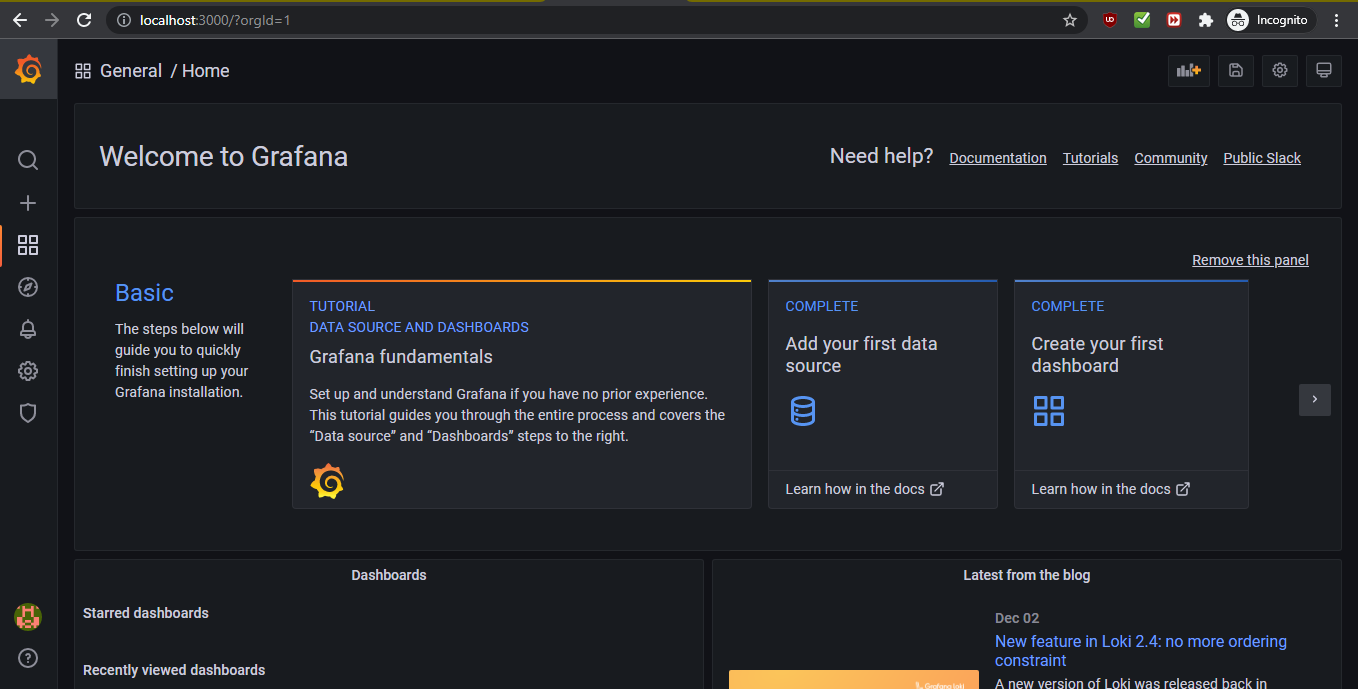 localhost:3000/?orgId=1
Incognito
General / Home
Welcome to Grafana
Need help? Documentation Tutorials Community Public Slack
Remove this panel
Basic
The steps below will
guide you to quickly
finish setting up your
Grafana installation.
TUTORIAL
DATA SOURCE AND DASHBOARDS
Grafana fundamentals
Set up and understand Grafana if you have no prior experience.
This tutorial guides you through the entire process and covers the
“Data source” and “Dashboards” steps to the right.
COMPLETE
Add your first data
source
Learn how in the docs
COMPLETE
Create your first
dashboard
Learn how in the docs
Dashboards
Starred dashboards
Recently viewed dashboards
Latest from the blog
Dec 02
New feature in Loki 2.4: no more ordering
constraint
A new version of Loki was released back in
Grafana loki